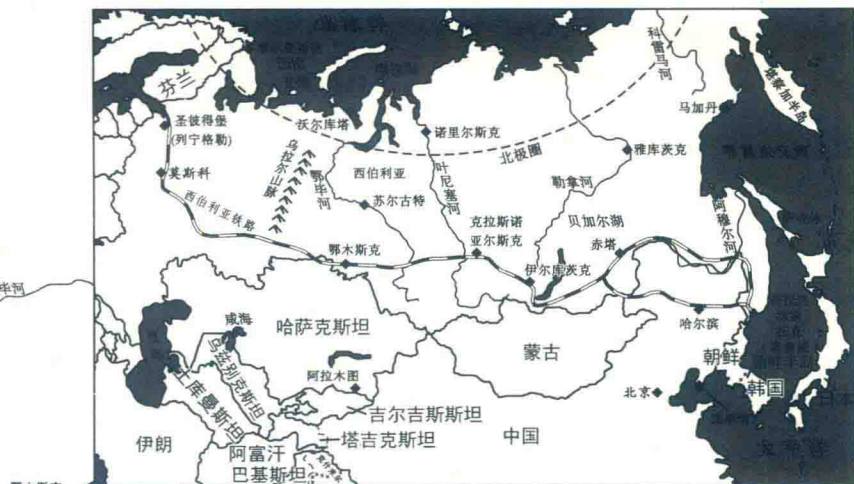 科雷马河
芬兰
圣彼得堡
(列宁格勒)
莫斯科
沃尔库塔
乌拉尔山脉
诺里尔斯克
马加丹
北极圈
雅库茨克
西伯利亚
鄂毕河
苏尔古特
叶尼塞河
勒拿河
西伯利亚铁路
克拉斯诺
亚尔斯克
贝加尔湖
赤塔
阿穆尔河
鄂木斯克
伊尔库茨克
毕河
咸海
哈萨克斯坦
蒙古
哈尔滨
乌兹别克斯坦
土库曼斯坦
阿拉木图
朝鲜
韩国
北京
日本
吉尔吉斯斯坦
塔吉克斯坦
中国
伊朗
阿富汗
巴基斯坦